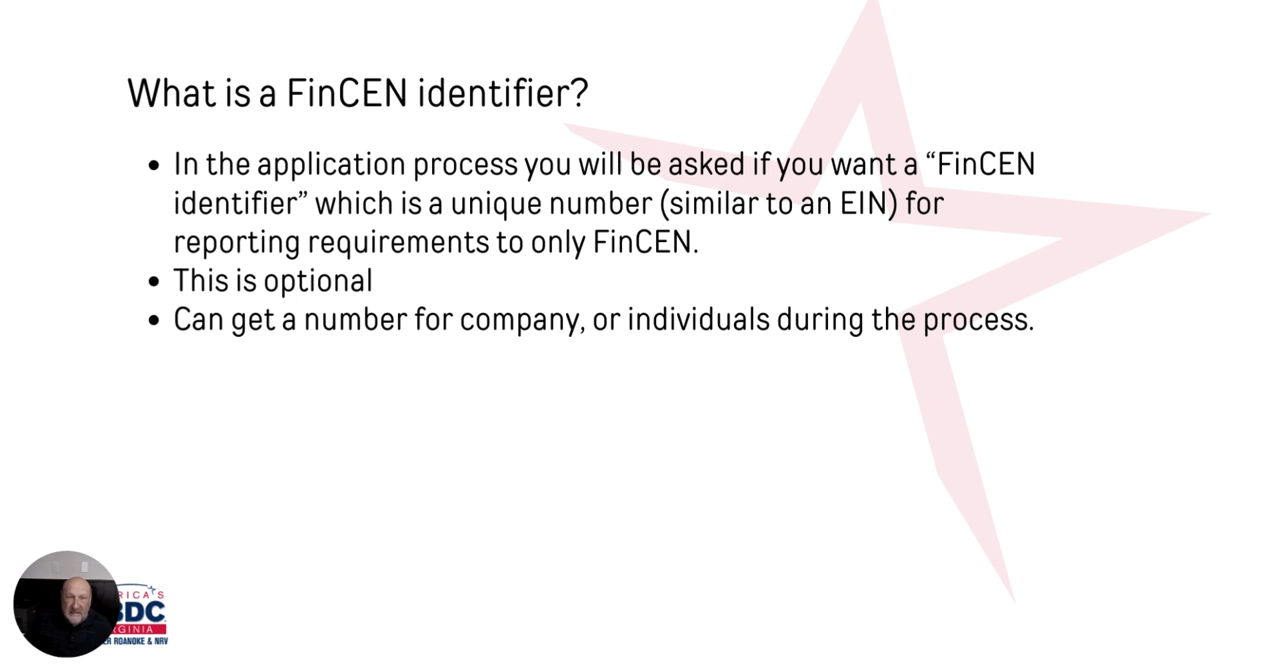 What is a FinCEN identifier?
• In the application process you will be asked if you want a “FinCEN
identifier” which is a unique number (similar to an EIN) for
reporting requirements to only FinCEN.
• This is optional
• Can get a number for company, or individuals during the process.
RICA'S
BDC
GINIA
ER ROANOKE & NRV